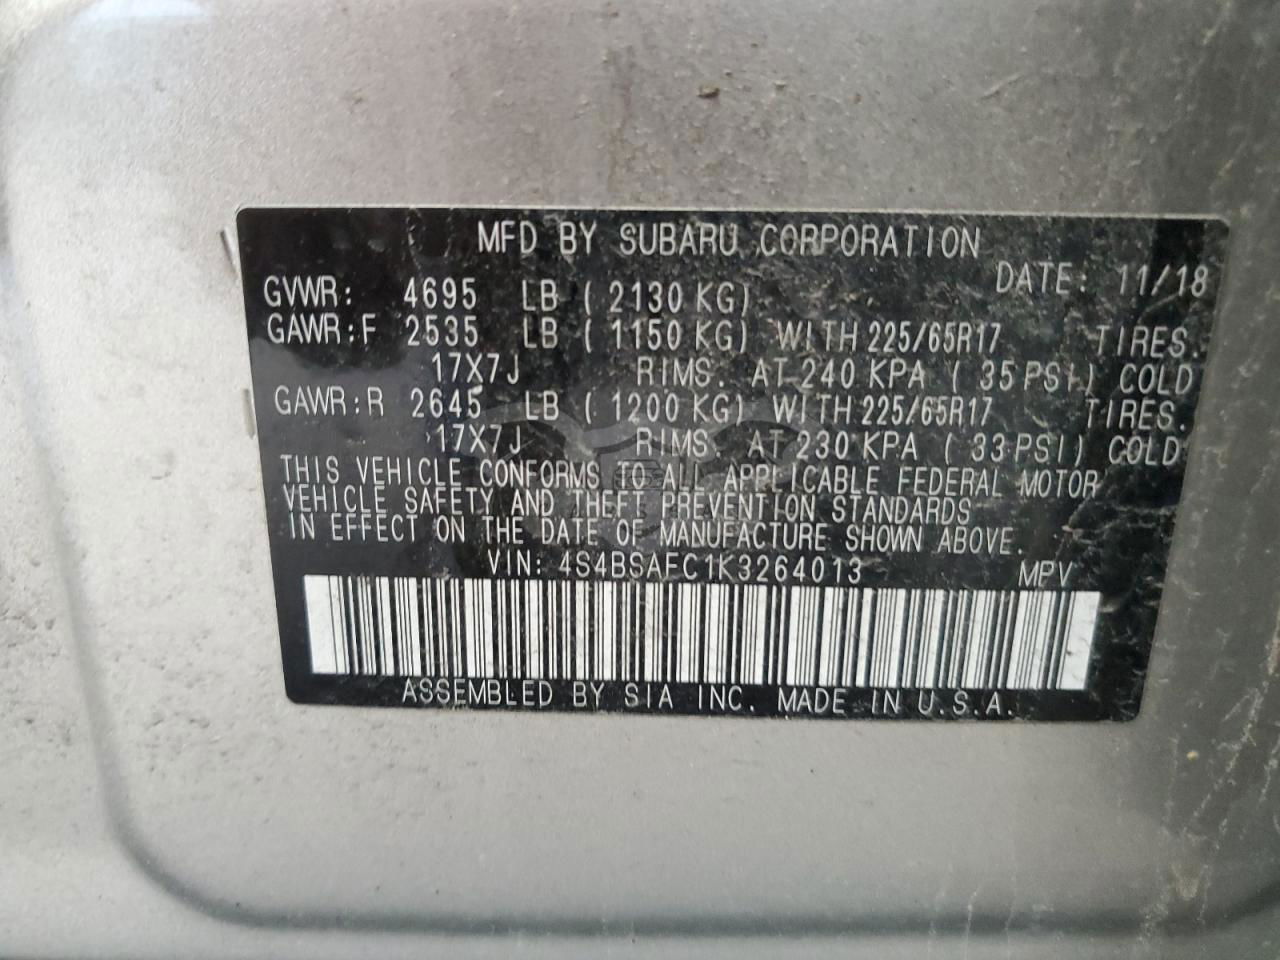 MFD BY SUBARU CORPORATION
DATE: 11/18
GVWR: 4695 LB ( 2130 KG)
GAWR:F 2535 LB ( 1150 KG) WITH 225/65R17 TIRES.
17X7J RIMS. AT 240 KPA ( 35 PSI) COLD
GAWR:R 2645 LB ( 1200 KG) WITH 225/65R17 TIRES.
17X7J RIMS. AT 230 KPA ( 33 PSI) COLD
THIS VEHICLE CONFORMS TO ALL APPLICABLE FEDERAL MOTOR
VEHICLE SAFETY AND THEFT PREVENTION STANDARDS
IN EFFECT ON THE DATE OF MANUFACTURE SHOWN ABOVE.
VIN: 4S4BSAFC1K3264013 MPV
ASSEMBLED BY SIA INC. MADE IN U.S.A.